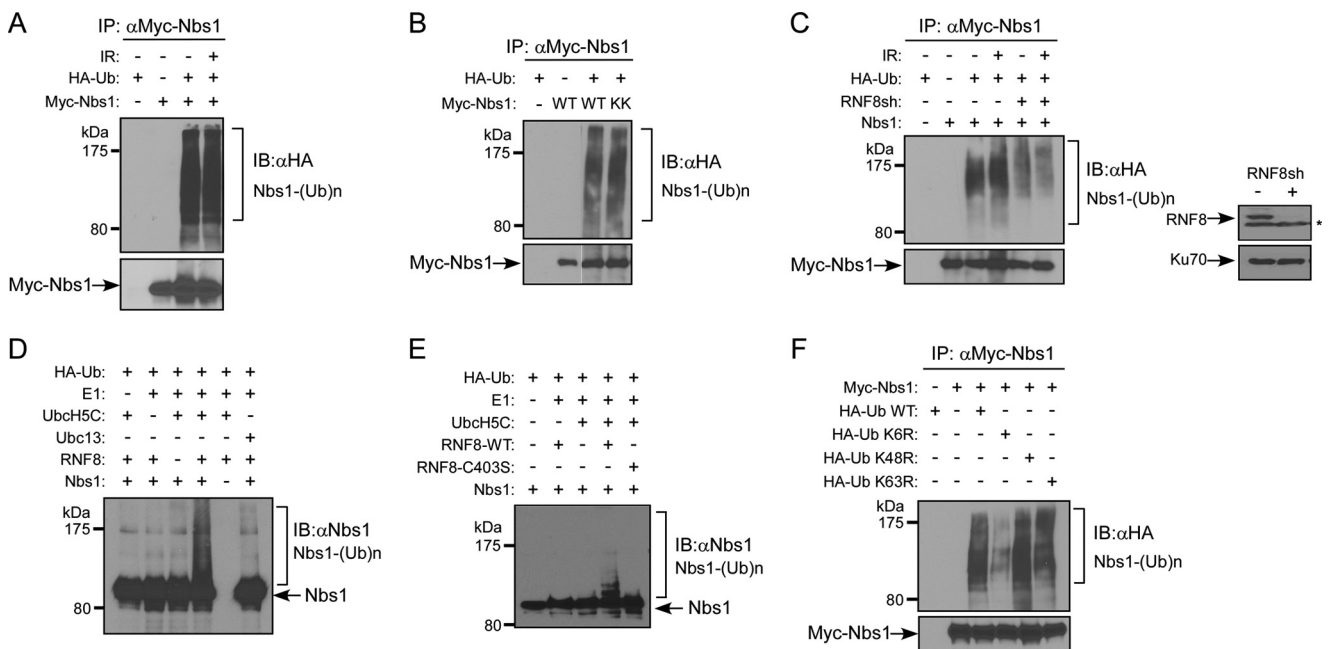 A
IP: αMyc-Nbs1
IR: - - - +
HA-Ub: + - + +
Myc-Nbs1: - + + +
kDa
175
80
IB:αHA
Nbs1-(Ub)n
Myc-Nbs1
B
IP: αMyc-Nbs1
HA-Ub: + - + +
Myc-Nbs1: - WT WT KK
kDa
175
80
IB:αHA
Nbs1-(Ub)n
Myc-Nbs1
C
IP: αMyc-Nbs1
IR: - - - + - +
HA-Ub: + - + + + +
RNF8sh: - - - - + +
Nbs1: - + + + + +
kDa
175
80
IB:αHA
Nbs1-(Ub)n
Myc-Nbs1
RNF8sh
- +
RNF8
*
Ku70
D
HA-Ub: + + + + + +
E1: - + + + + +
UbcH5C: + - + + + -
Ubc13: - - - - - +
RNF8: + + - + + +
Nbs1: + + + + - +
kDa
175
80
IB:αNbs1
Nbs1-(Ub)n
Nbs1
E
HA-Ub: + + + + +
E1: - + + + +
UbcH5C: - - + + +
RNF8-WT: - + - + -
RNF8-C403S: - - - - +
Nbs1: + + + + +
kDa
175
80
IB:αNbs1
Nbs1-(Ub)n
Nbs1
F
IP: αMyc-Nbs1
Myc-Nbs1: - + + + + +
HA-Ub WT: + - + - - -
HA-Ub K6R: - - - + - -
HA-Ub K48R: - - - - + -
HA-Ub K63R: - - - - - +
kDa
175
80
IB:αHA
Nbs1-(Ub)n
Myc-Nbs1